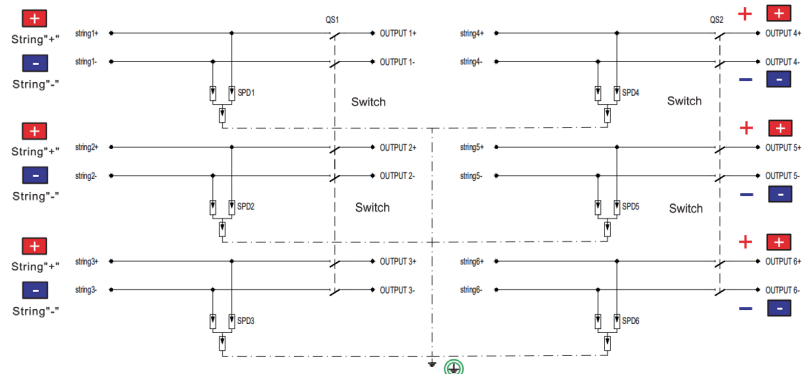 QS1
QS2
String"+"
string1+
OUTPUT 1+
string4+
OUTPUT 4+
string1-
OUTPUT 1-
string4-
OUTPUT 4-
String"-"
SPD1
Switch
SPD4
Switch
String"+"
string2+
OUTPUT 2+
string5+
OUTPUT 5+
string2-
OUTPUT 2-
string5-
OUTPUT 5-
String"-"
SPD2
Switch
SPD5
Switch
String"+"
string3+
OUTPUT 3+
string6+
OUTPUT 6+
string3-
OUTPUT 3-
string6-
OUTPUT 6-
String"-"
SPD3
SPD6